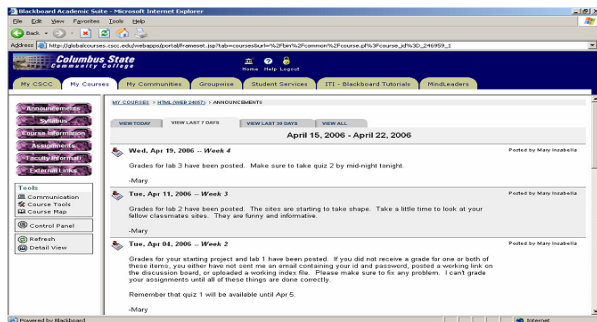 Blackboard Academic Suite - Microsoft Internet Explorer
File Edit View Favorites Tools Help
Back
Address http://globalcourses.cscc.edu/webapps/portal/frameset.jsp?tab=courses&url=%2Fbin%2Fcommon%2Fcourse.pl%3Fcourse_id%3D_246959_1
Columbus State
Community College
Home Help Logout
My CSCC My Courses My Communities Groupwise Student Services ITI - Blackboard Tutorials MindLeaders
Announcements
Syllabus
Course Information
Assignments
Faculty Informati
External Links
Tools
Communication
Course Tools
Course Map
Control Panel
Refresh
Detail View
MY COURSES > HTML(WEB 24057) > ANNOUNCEMENTS
VIEW TODAY VIEW LAST 7 DAYS VIEW LAST 30 DAYS VIEW ALL
April 15, 2006 - April 22, 2006
Wed, Apr 19, 2006 -- Week 4 Posted by Mary Inzabella
Grades for lab 3 have been posted. Make sure to take quiz 2 by mid-night tonight.
-Mary
Tue, Apr 11, 2006 -- Week 3 Posted by Mary Inzabella
Grades for lab 2 have been posted. The sites are starting to take shape. Take a little time to look at your
fellow classmates sites. They are funny and informative.
-Mary
Tue, Apr 04, 2006 -- Week 2 Posted by Mary Inzabella
Grades for your starting project and lab 1 have been posted. If you did not receive a grade for one or both of
these items, you either have not sent me an email containing your id and password, posted a working link on
the discussion board, or uploaded a working index file. Please make sure to fix any problem. I can't grade
your assignments until all of these things are done correctly.
Remember that quiz 1 will be available until Apr 5.
-Mary
Powered by Blackboard Internet